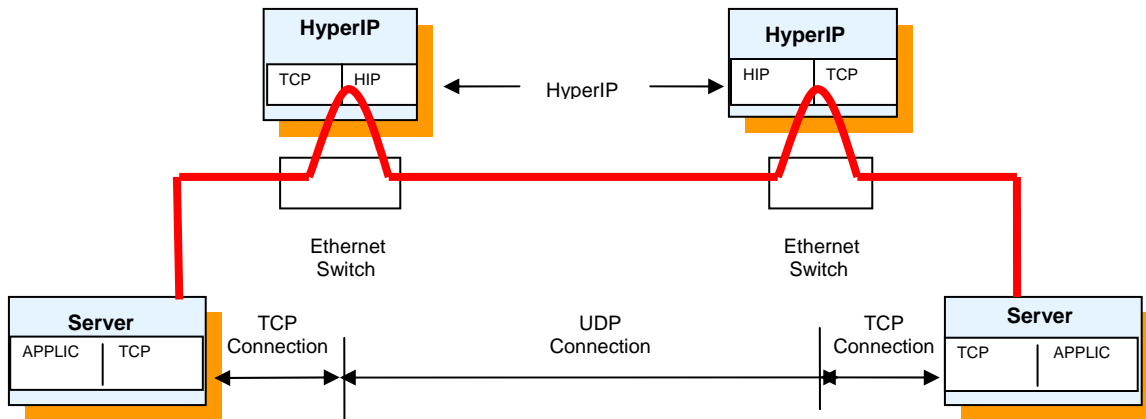 HyperIP
TCP HIP
HyperIP
HIP TCP
HyperIP
Ethernet
Switch
Ethernet
Switch
Server
APPLIC TCP
TCP
Connection
UDP
Connection
TCP
Connection
Server
TCP APPLIC